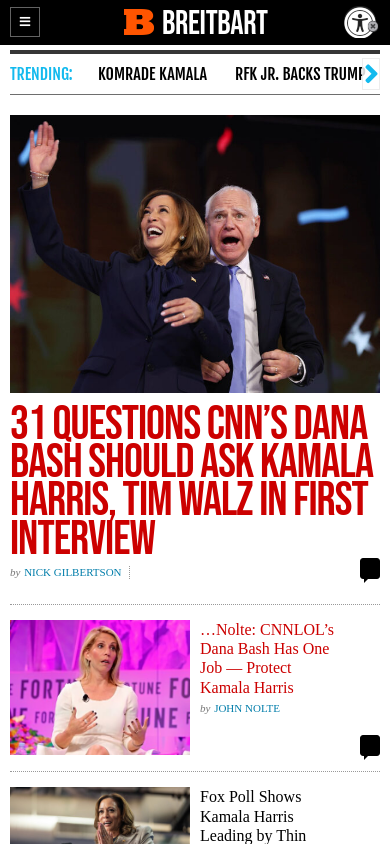 B BREITBART
TRENDING:
KOMRADE KAMALA
RFK JR. BACKS TRUMP
31 QUESTIONS CNN’S DANA
BASH SHOULD ASK KAMALA
HARRIS, TIM WALZ IN FIRST
INTERVIEW
by NICK GILBERTSON
FORTUNE
…Nolte: CNNLOL’s
Dana Bash Has One
Job — Protect
Kamala Harris
by JOHN NOLTE
Fox Poll Shows
Kamala Harris
Leading by Thin